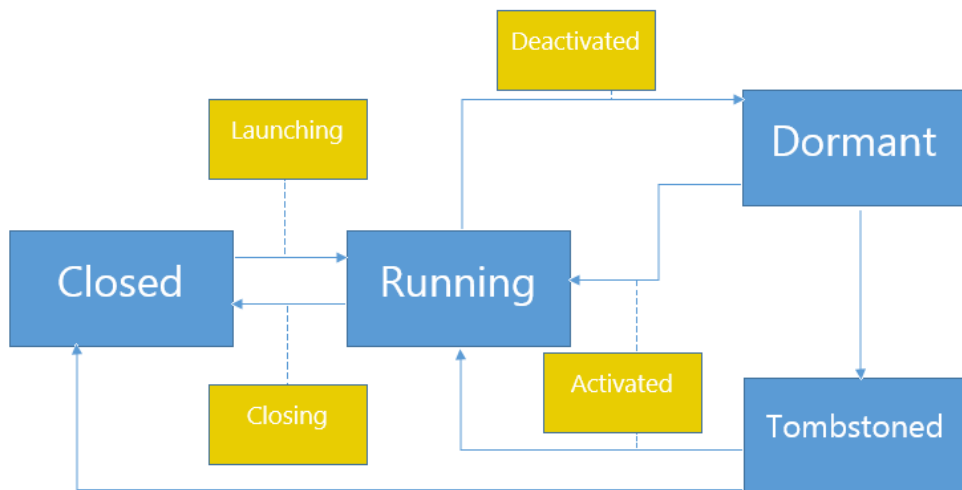 Deactivated
Launching
Dormant
Closed
Running
Activated
Closing
Tombstoned